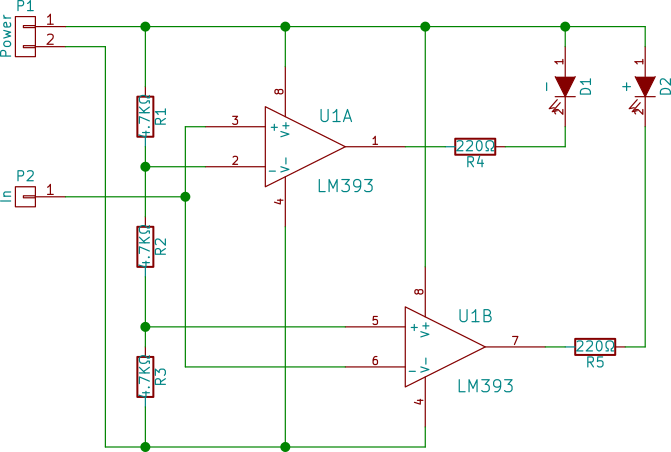 P1
Power
1
2
P2
In
1
4.7KΩ
R1
4.7KΩ
R2
4.7KΩ
R3
3
2
8
4
1
+
-
V+
V-
U1A
LM393
220Ω
R4
-
1
2
D1
+
1
2
D2
5
6
8
4
7
+
-
V+
V-
U1B
LM393
220Ω
R5